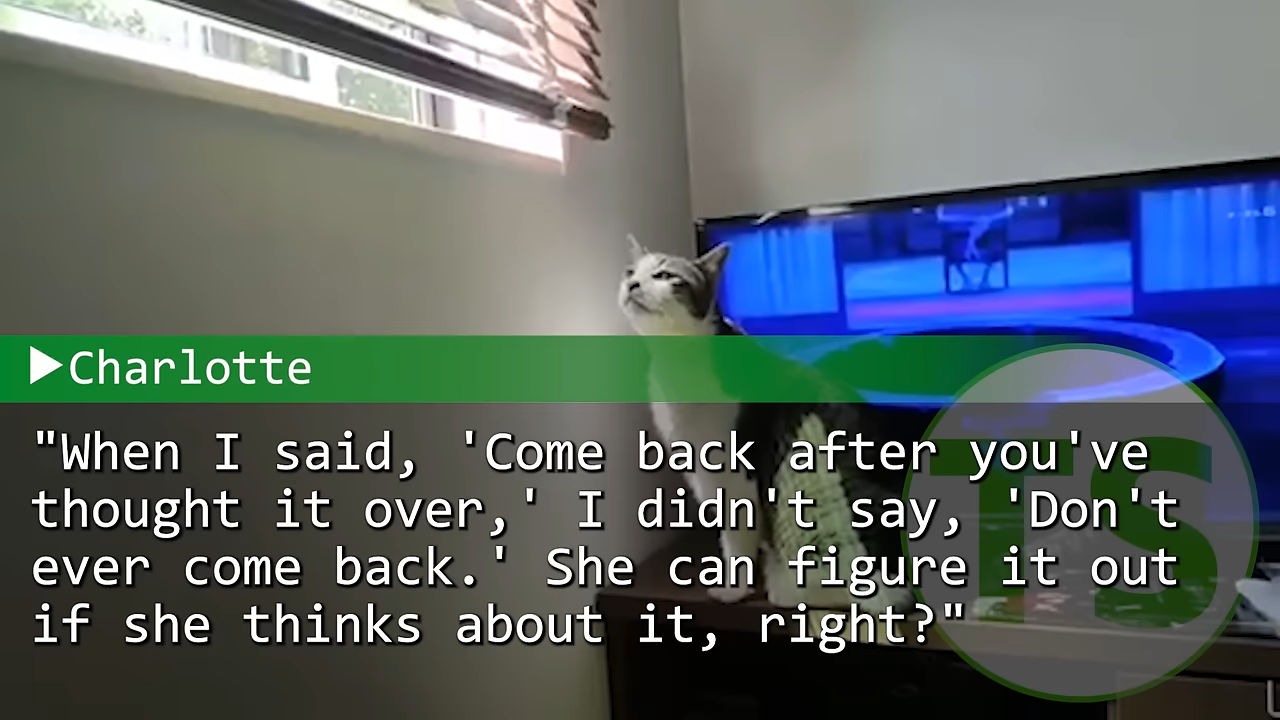 ▶Charlotte
"When I said, 'Come back after you've
thought it over,' I didn't say, 'Don't
ever come back.' She can figure it out
if she thinks about it, right?"
TS